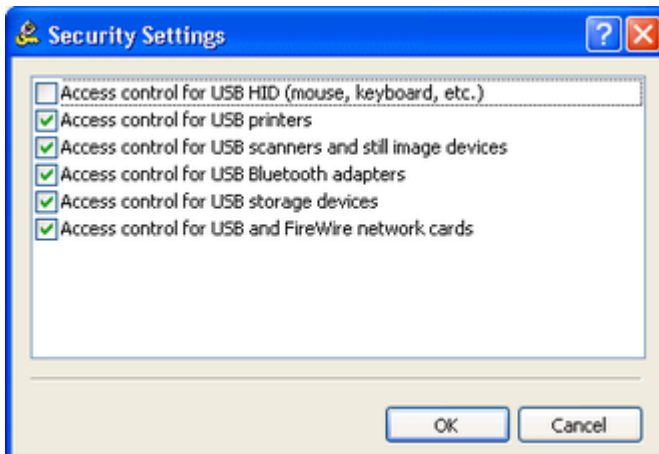 Security Settings
Access control for USB HID (mouse, keyboard, etc.)
Access control for USB printers
Access control for USB scanners and still image devices
Access control for USB Bluetooth adapters
Access control for USB storage devices
Access control for USB and FireWire network cards
OK Cancel